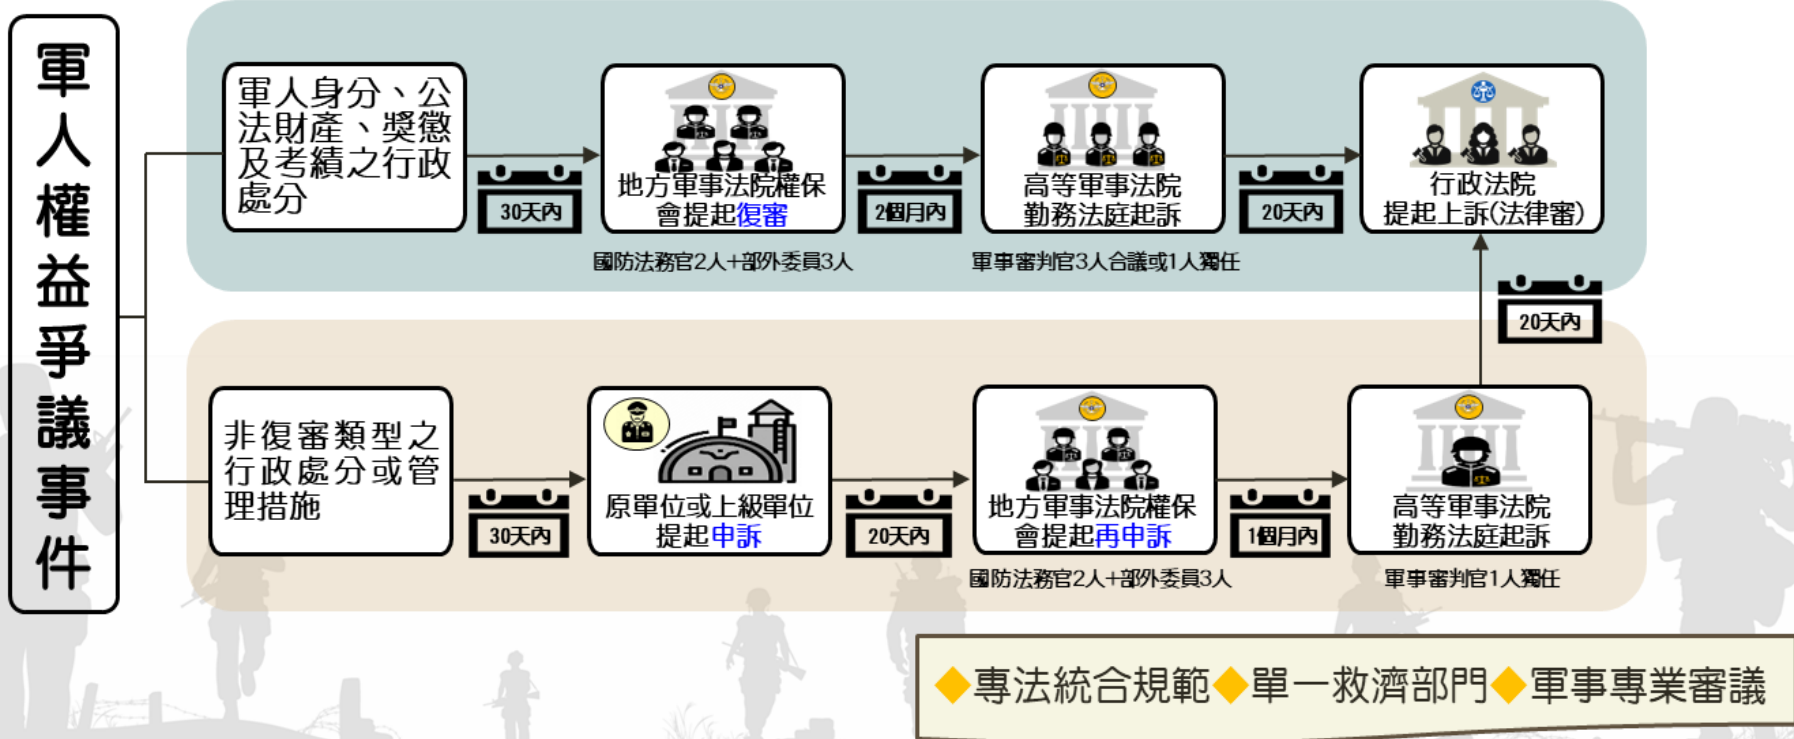 軍人權益爭議事件
軍人身分、公
法財產、獎懲
及考績之行政
處分
30天內
地方軍事法院權保
會提起復審
國防法務官2人+部外委員3人
2個月內
高等軍事法院
勤務法庭起訴
軍事審判官3人合議或1人獨任
20天內
行政法院
提起上訴(法律審)
20天內
非復審類型之
行政處分或管
理措施
30天內
原單位或上級單位
提起申訴
20天內
地方軍事法院權保
會提起再申訴
國防法務官2人+部外委員3人
1個月內
高等軍事法院
勤務法庭起訴
軍事審判官1人獨任
◆專法統合規範◆單一救濟部門◆軍事專業審議